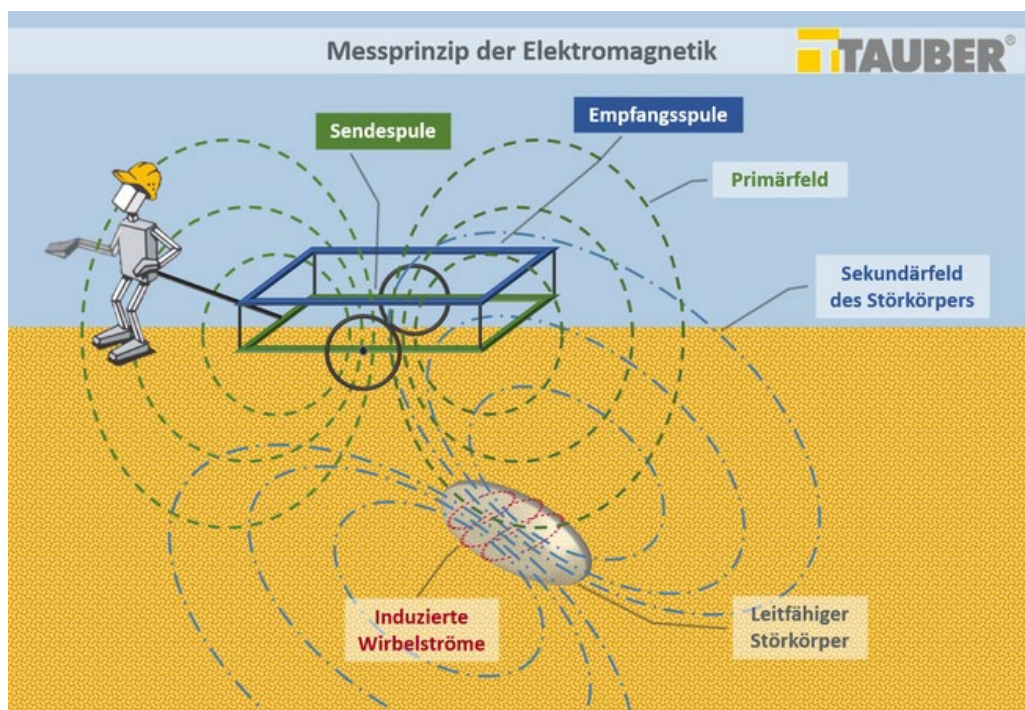 Messprinzip der Elektromagnetik
TAUBER®
Sendespule
Empfangsspule
Primärfeld
Sekundärfeld
des Störkörpers
Induzierte
Wirbelströme
Leitfähiger
Störkörper